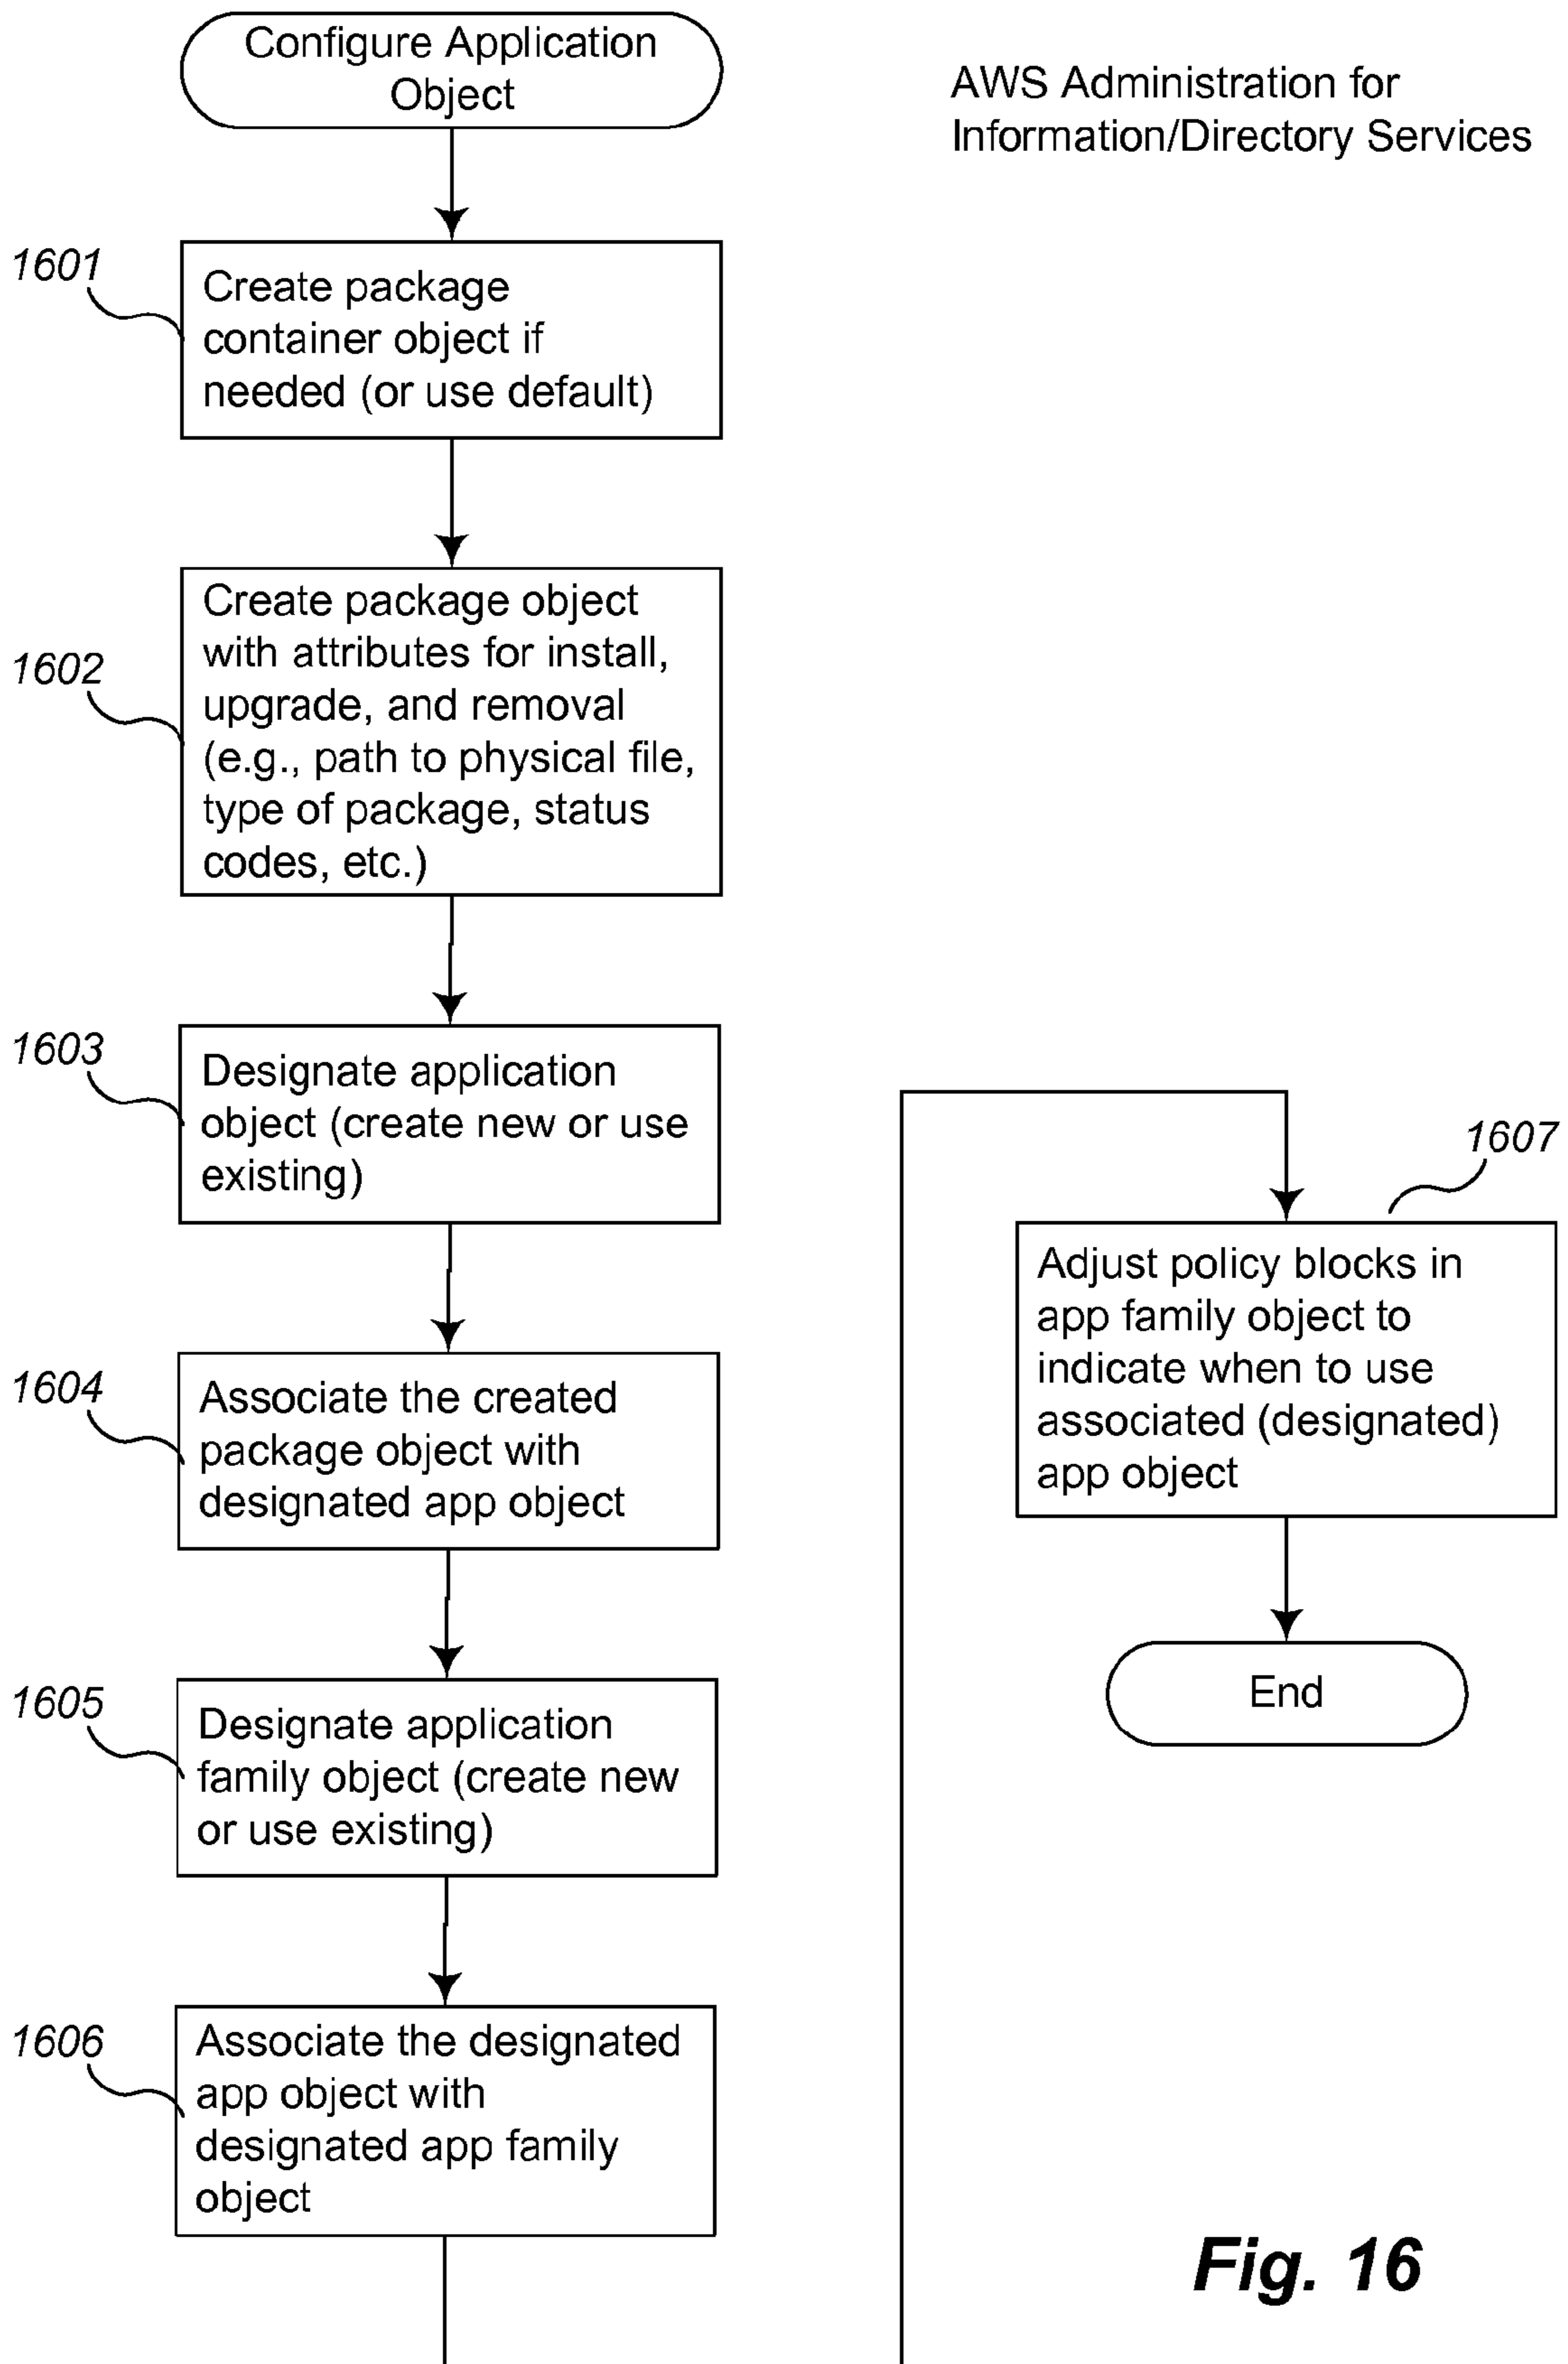 Configure Application
Object
AWS Administration for
Information/Directory Services
1601
Create package
container object if
needed (or use default)
1602
Create package object
with attributes for install,
upgrade, and removal
(e.g., path to physical file,
type of package, status
codes, etc.)
1603
Designate application
object (create new or use
existing)
1604
Associate the created
package object with
designated app object
1605
Designate application
family object (create new
or use existing)
1606
Associate the designated
app object with
designated app family
object
1607
Adjust policy blocks in
app family object to
indicate when to use
associated (designated)
app object
End
Fig. 16